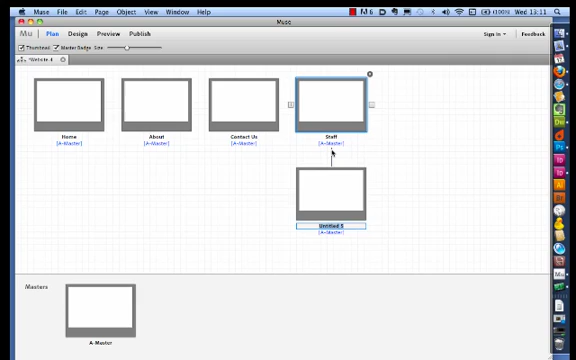 Muse File Edit Page Object View Window Help M 6 (100%) Wed 13:11
Muse
Mu Plan Design Preview Publish Sign In Feedback
Thumbnail Master Badge Size
*Website-4
Home About Contact Us Staff
[A-Master] [A-Master] [A-Master] [A-Master]
Untitled 5
[A-Master]
Masters
A-Master